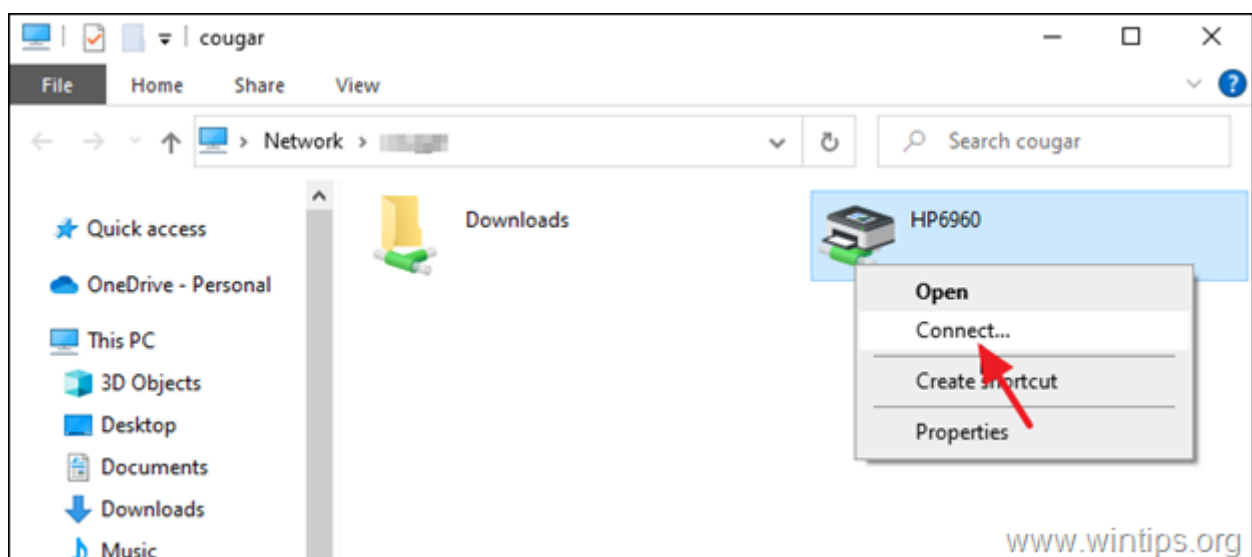 cougar
File Home Share View
Network
Search cougar
Quick access
OneDrive - Personal
This PC
3D Objects
Desktop
Documents
Downloads
Music
Downloads
HP6960
Open
Connect...
Create shortcut
Properties
www.wintips.org